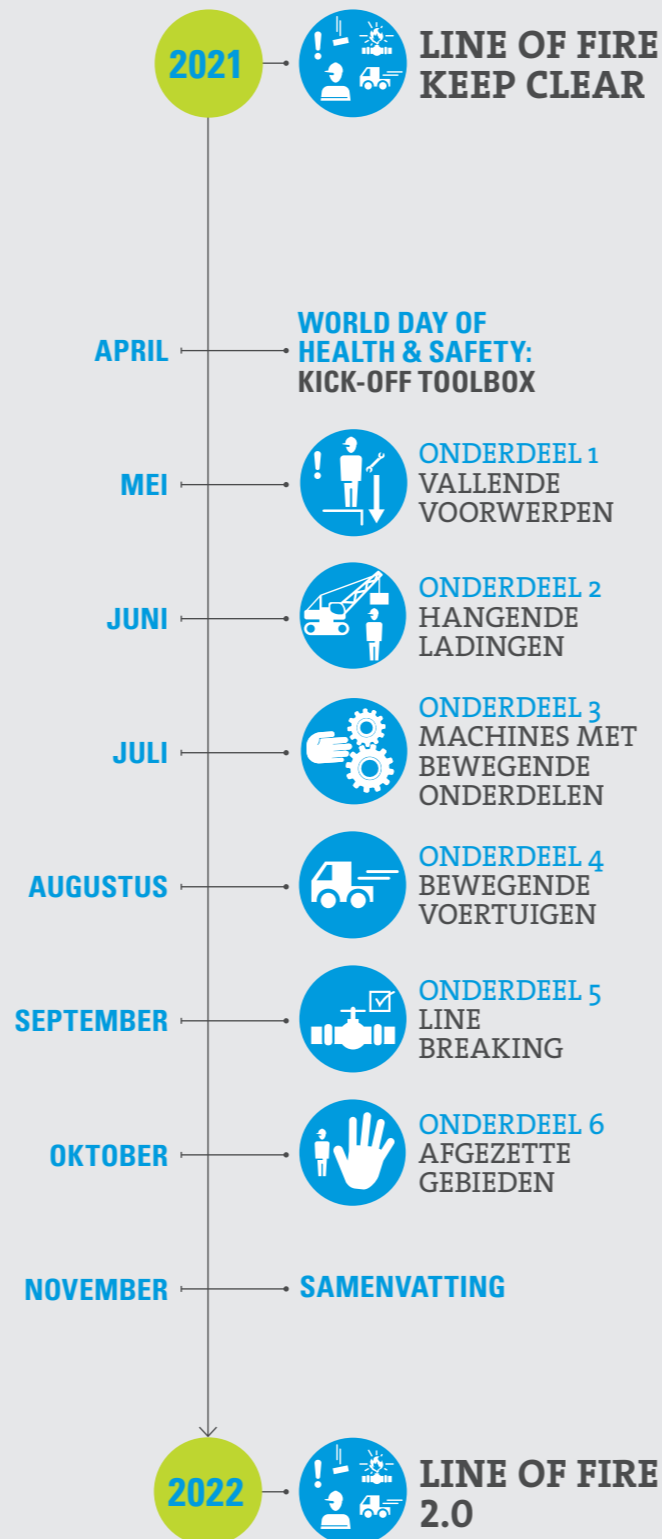 2021
LINE OF FIRE
KEEP CLEAR
APRIL
WORLD DAY OF
HEALTH & SAFETY:
KICK-OFF TOOLBOX
MEI
ONDERDEEL 1
VALLENDE
VOORWERPEN
JUNI
ONDERDEEL 2
HANGENDE
LADINGEN
JULI
ONDERDEEL 3
MACHINES MET
BEWEGENDE
ONDERDELEN
AUGUSTUS
ONDERDEEL 4
BEWEGENDE
VOERTUIGEN
SEPTEMBER
ONDERDEEL 5
LINE
BREAKING
OKTOBER
ONDERDEEL 6
AFGEZETTE
GEBIEDEN
NOVEMBER
SAMENVATTING
2022
LINE OF FIRE
2.0